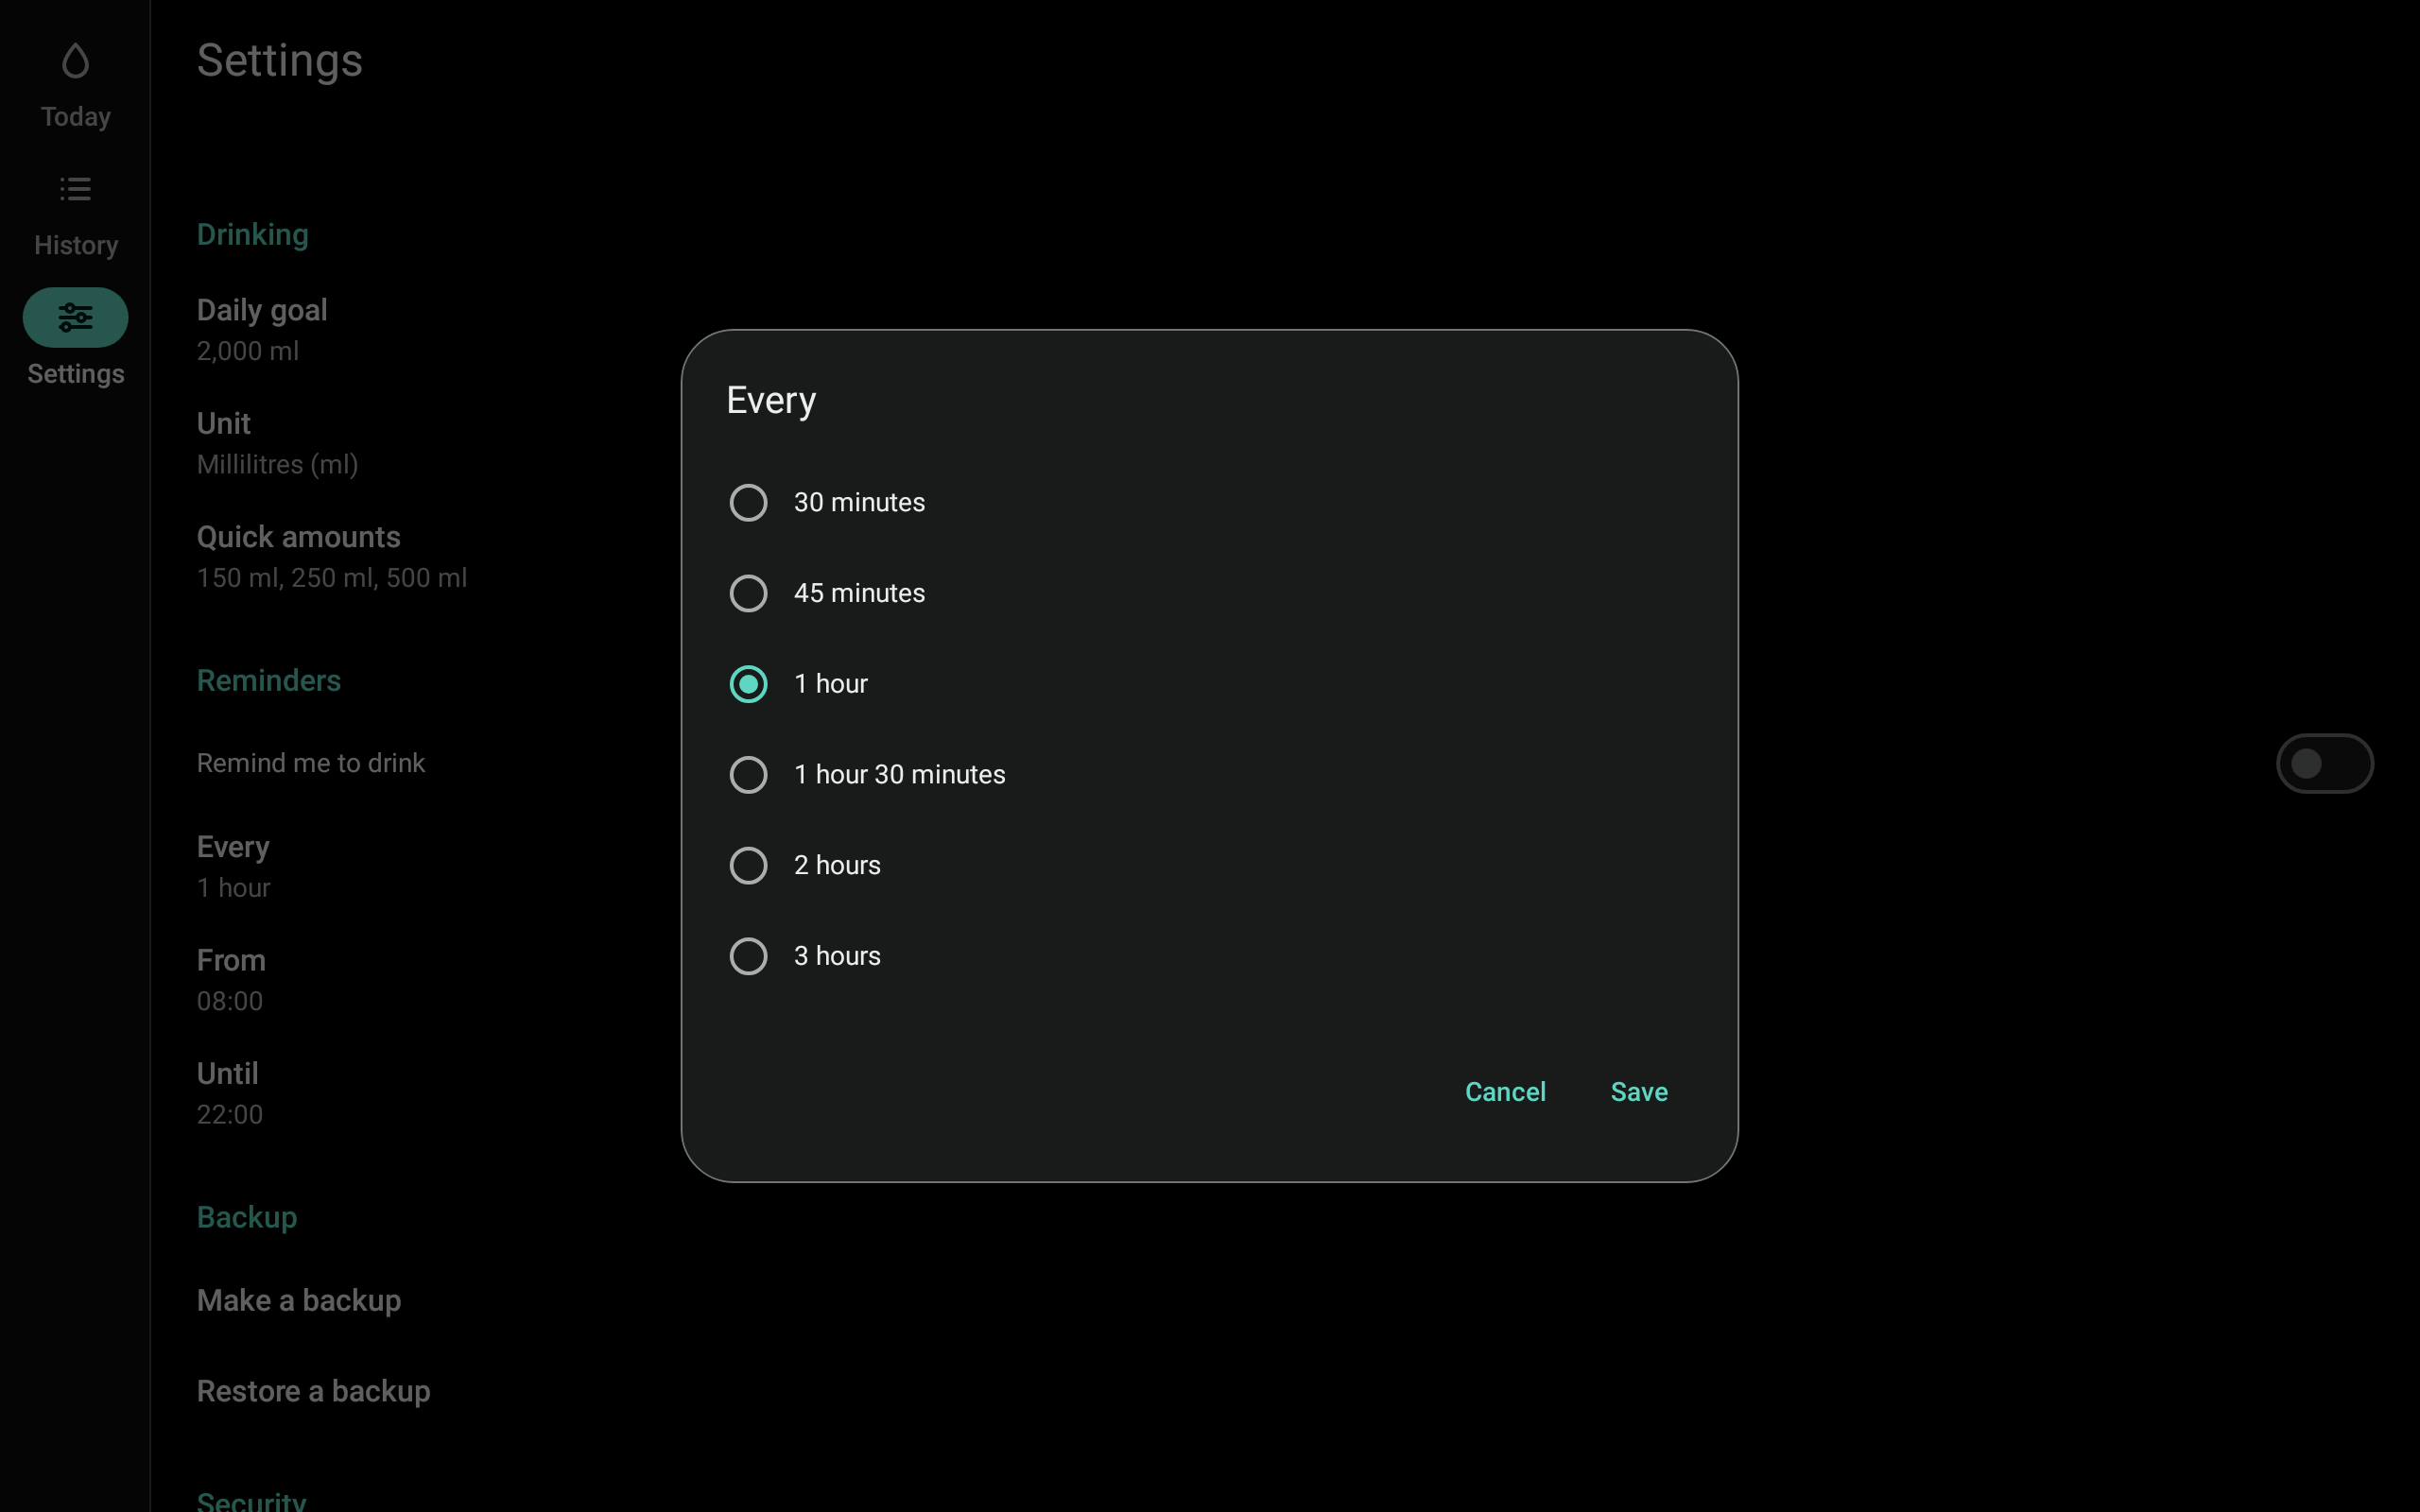 Today
History
Settings
Settings
Drinking
Daily goal
2,000 ml
Unit
Millilitres (ml)
Quick amounts
150 ml, 250 ml, 500 ml
Reminders
Remind me to drink
Every
1 hour
From
08:00
Until
22:00
Backup
Make a backup
Restore a backup
Security
Every
30 minutes
45 minutes
1 hour
1 hour 30 minutes
2 hours
3 hours
Cancel
Save